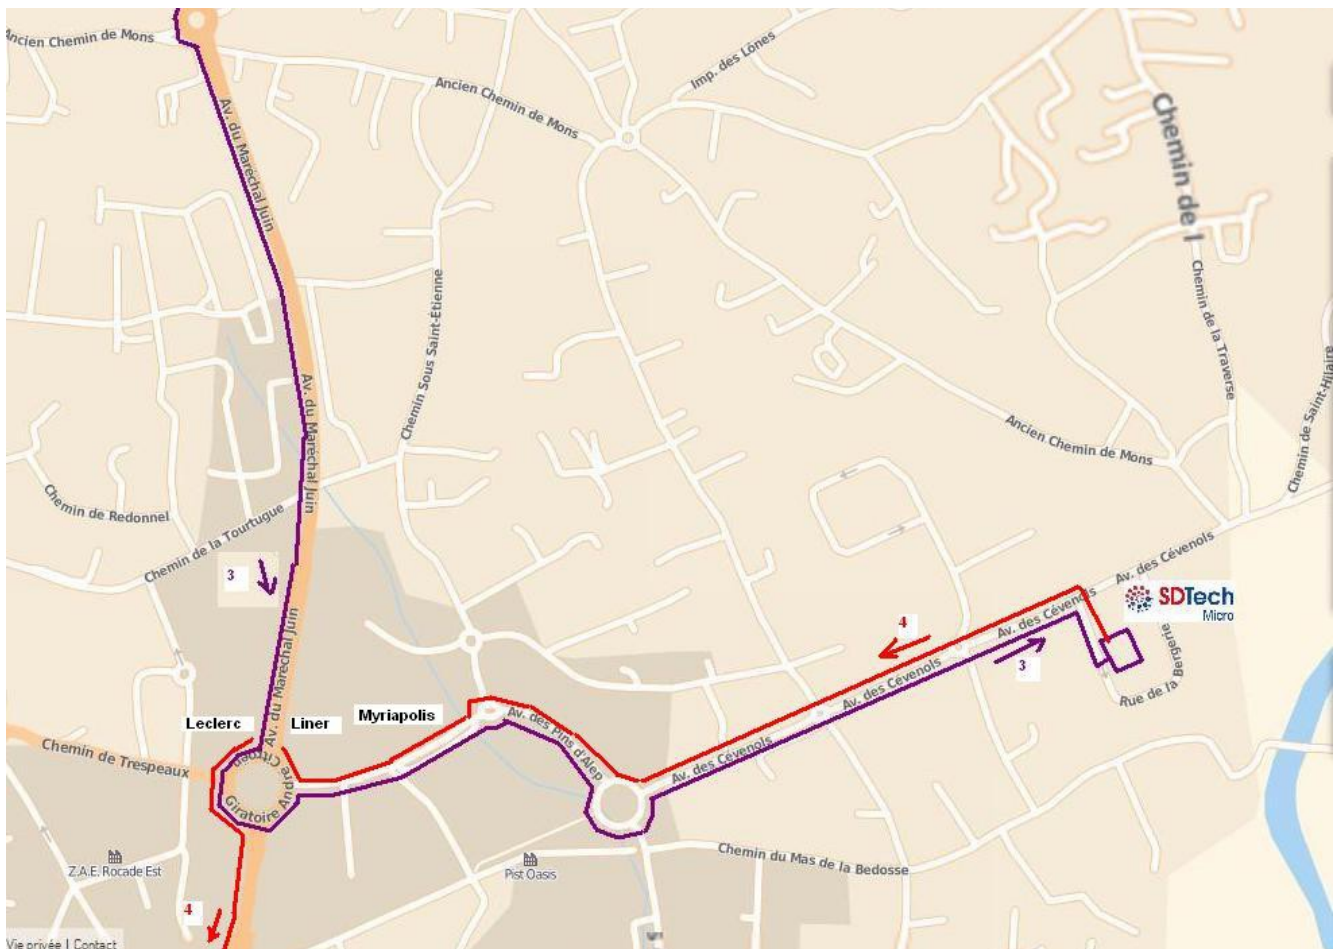 Ancien Chemin de Mons
Imp. des Lônes
Ancien Chemin de Mons
Av. du Maréchal Juin
Chemin de l
Chemin Sous Saint-Etienne
Chemin de la Traverse
Chemin de Saint-Hilaire
Av. du Maréchal Juin
Ancien Chemin de Mons
Chemin de Redonnel
Chemin de la Tourtugue
3
Av. des Cévenols
SDTech
Micro
4
Av. des Cévenols
3
Av. du Maréchal Juin
Av. des Cévenols
Rue de la Bergerie
Leclerc
Liner
Myriapolis
Av. des Pins d'Alep
Chemin de Trespeaux
Av. des Cévenols
Giratoire André Citroën
Chemin du Mas de la Bedosse
Z.A.E. Rocade Est
Pist Oasis
4
Vie privée | Contact